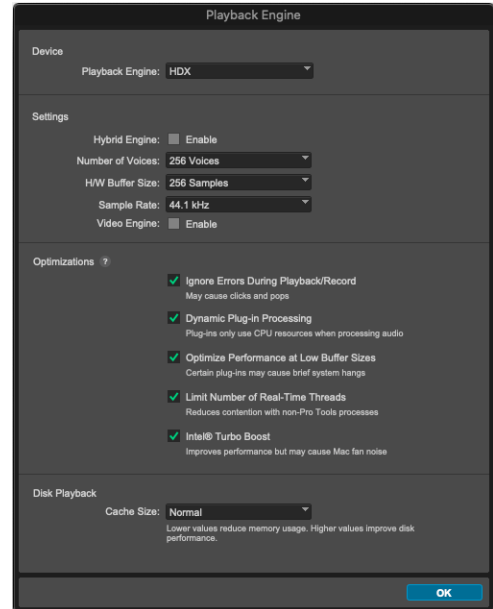 Playback Engine
Device
Playback Engine: HDX
Settings
Hybrid Engine: Enable
Number of Voices: 256 Voices
H/W Buffer Size: 256 Samples
Sample Rate: 44.1 kHz
Video Engine: Enable
Optimizations ?
Ignore Errors During Playback/Record
May cause clicks and pops
Dynamic Plug-in Processing
Plug-ins only use CPU resources when processing audio
Optimize Performance at Low Buffer Sizes
Certain plug-ins may cause brief system hangs
Limit Number of Real-Time Threads
Reduces contention with non-Pro Tools processes
Intel® Turbo Boost
Improves performance but may cause Mac fan noise
Disk Playback
Cache Size: Normal
Lower values reduce memory usage. Higher values improve disk
performance.
OK